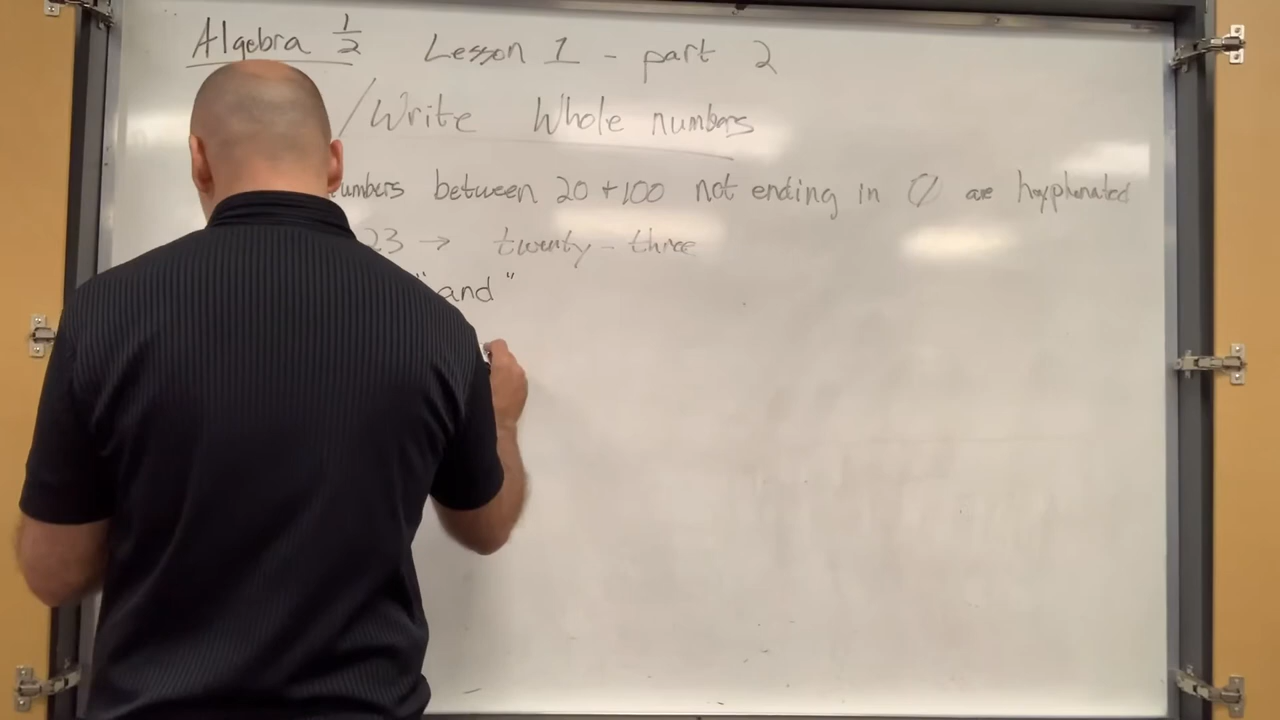 Algebra 1/2 Lesson 1 - part 2
/Write Whole numbers
umbers between 20 + 100 not ending in 0 are hyphenated
23 → twenty-three
"and"